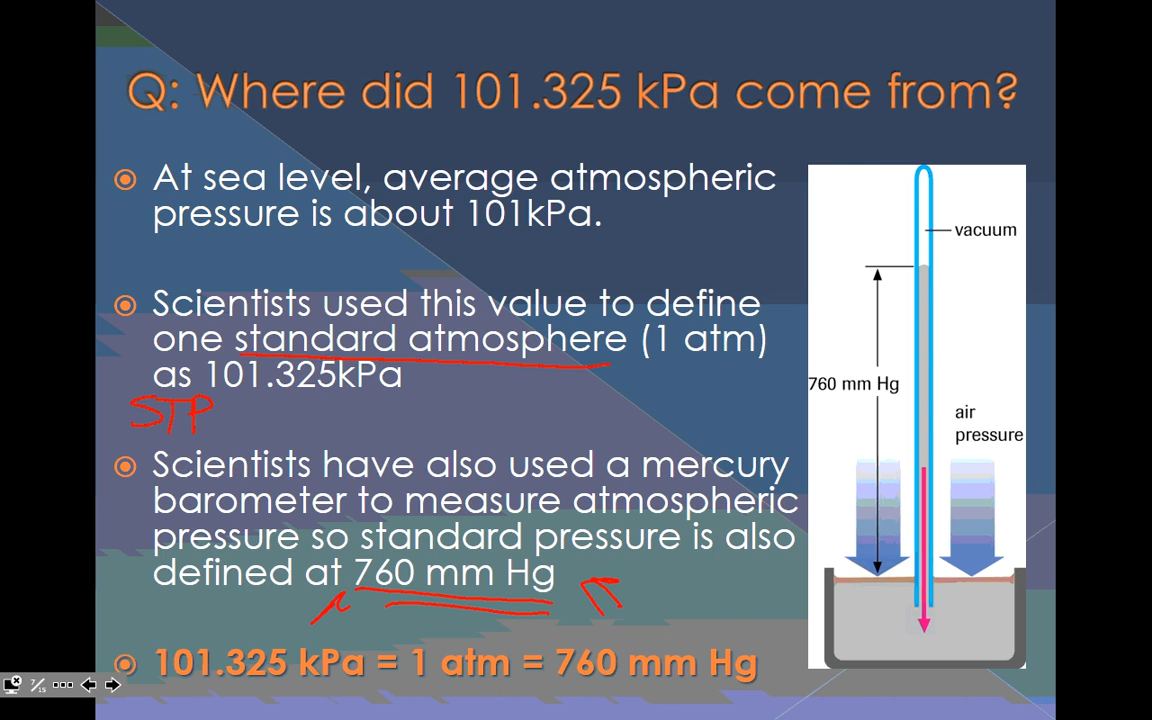 Q: Where did 101.325 kPa come from?
At sea level, average atmospheric
pressure is about 101kPa.
Scientists used this value to define
one standard atmosphere (1 atm)
as 101.325kPa
STP
Scientists have also used a mercury
barometer to measure atmospheric
pressure so standard pressure is also
defined at 760 mm Hg
101.325 kPa = 1 atm = 760 mm Hg
vacuum
760 mm Hg
air
pressure
7/15